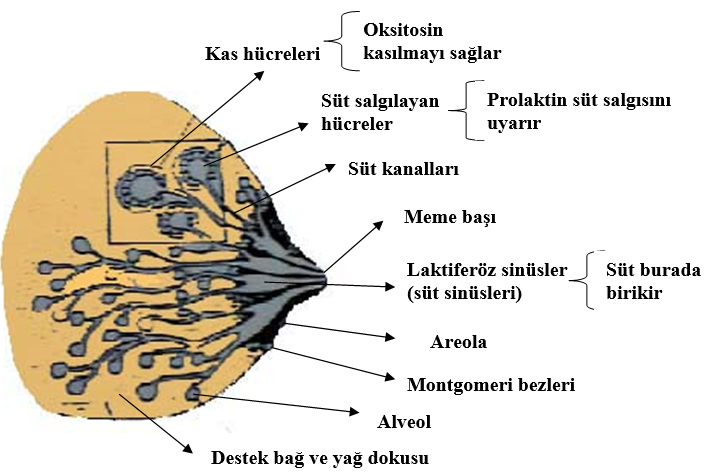 Oksitosin
kasılmayı sağlar
Kas hücreleri
Süt salgılayan
hücreler
Prolaktin süt salgısını
uyarır
Süt kanalları
Meme başı
Laktiferöz sinüsler
(süt sinüsleri)
Süt burada
birikir
Areola
Montgomeri bezleri
Alveol
Destek bağ ve yağ dokusu